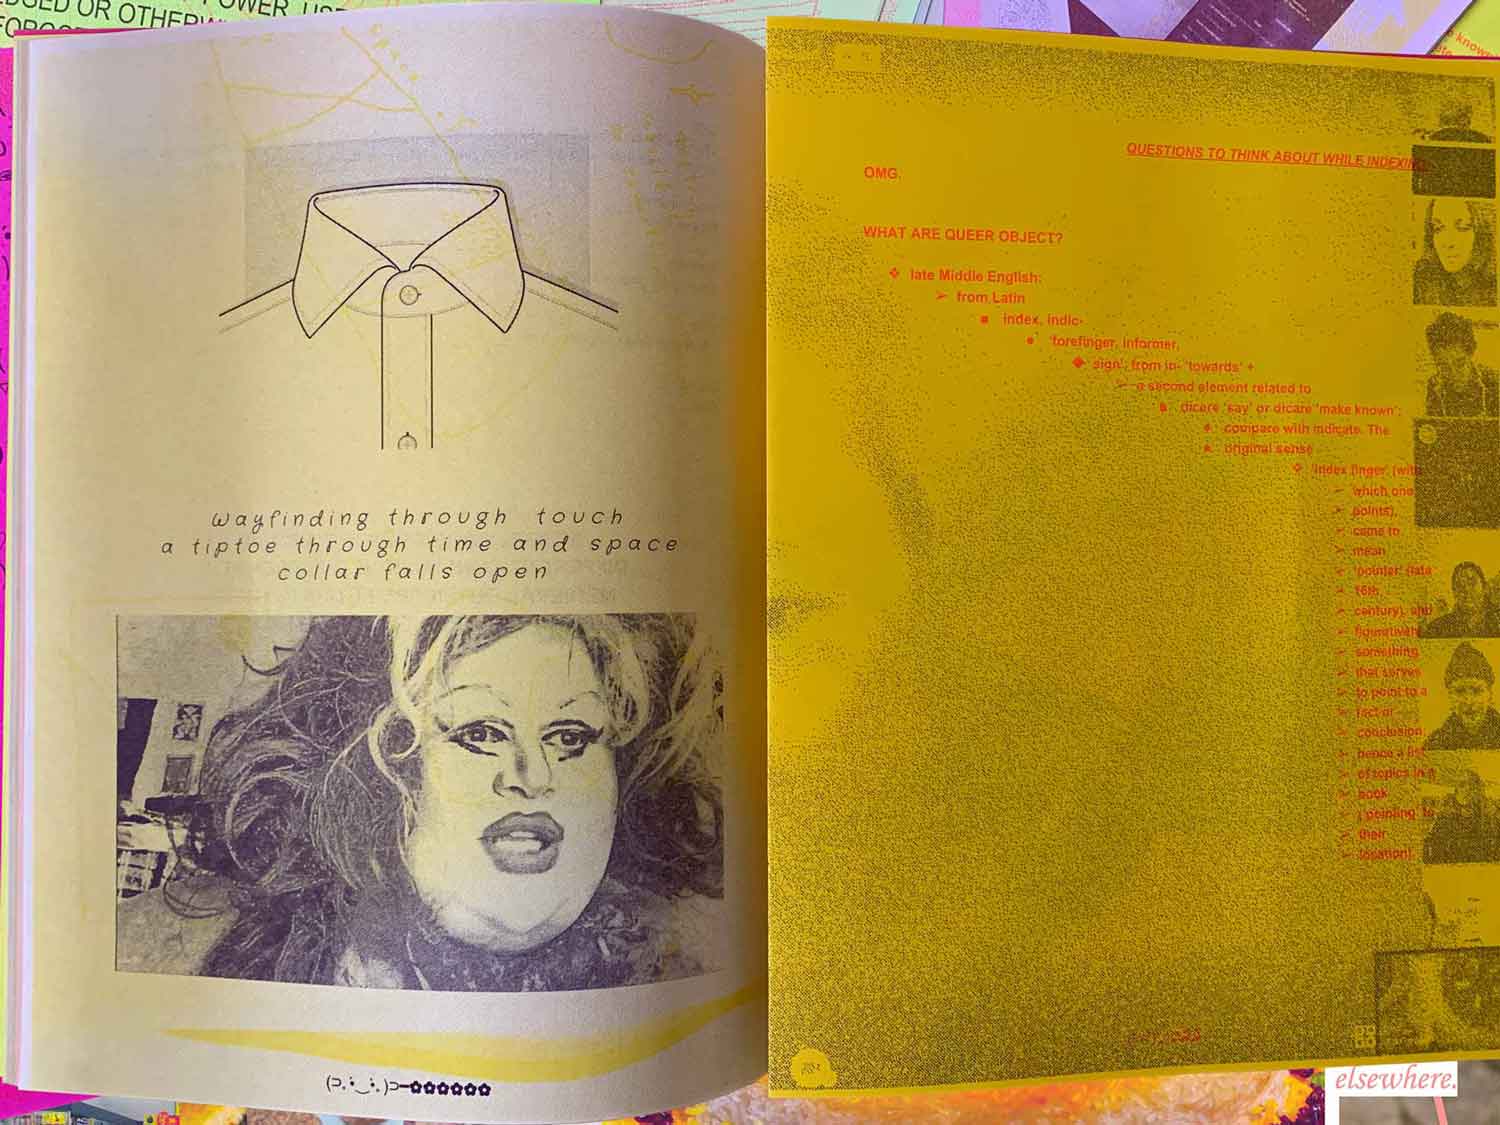 POWER, USE
EDGED OR OTHERW
wayfinding through touch
a tiptoe through time and space
collar falls open
(⊃｡•́‿•̀｡)⊃━✿✿✿✿✿✿
QUESTIONS TO THINK ABOUT WHILE INDEXING
OMG.
WHAT ARE QUEER OBJECT?
❖ late Middle English:
➢ from Latin
▪ index, indic-
• 'forefinger, informer,
◆ sign', from in- 'towards' +
➢ a second element related to
▪ dicere 'say' or dicare 'make known';
• compare with indicate. The
▪ original sense
❖ 'index finger' (with
➢ which one
➢ points),
➢ came to
➢ mean
➢ 'pointer' (late
➢ 16th
➢ century), and
➢ figuratively
➢ something
➢ that serves
➢ to point to a
➢ fact or
➢ conclusion;
➢ hence a list
➢ of topics in a
➢ book
➢ ('pointing' to
➢ their
➢ location).
elsewhere.